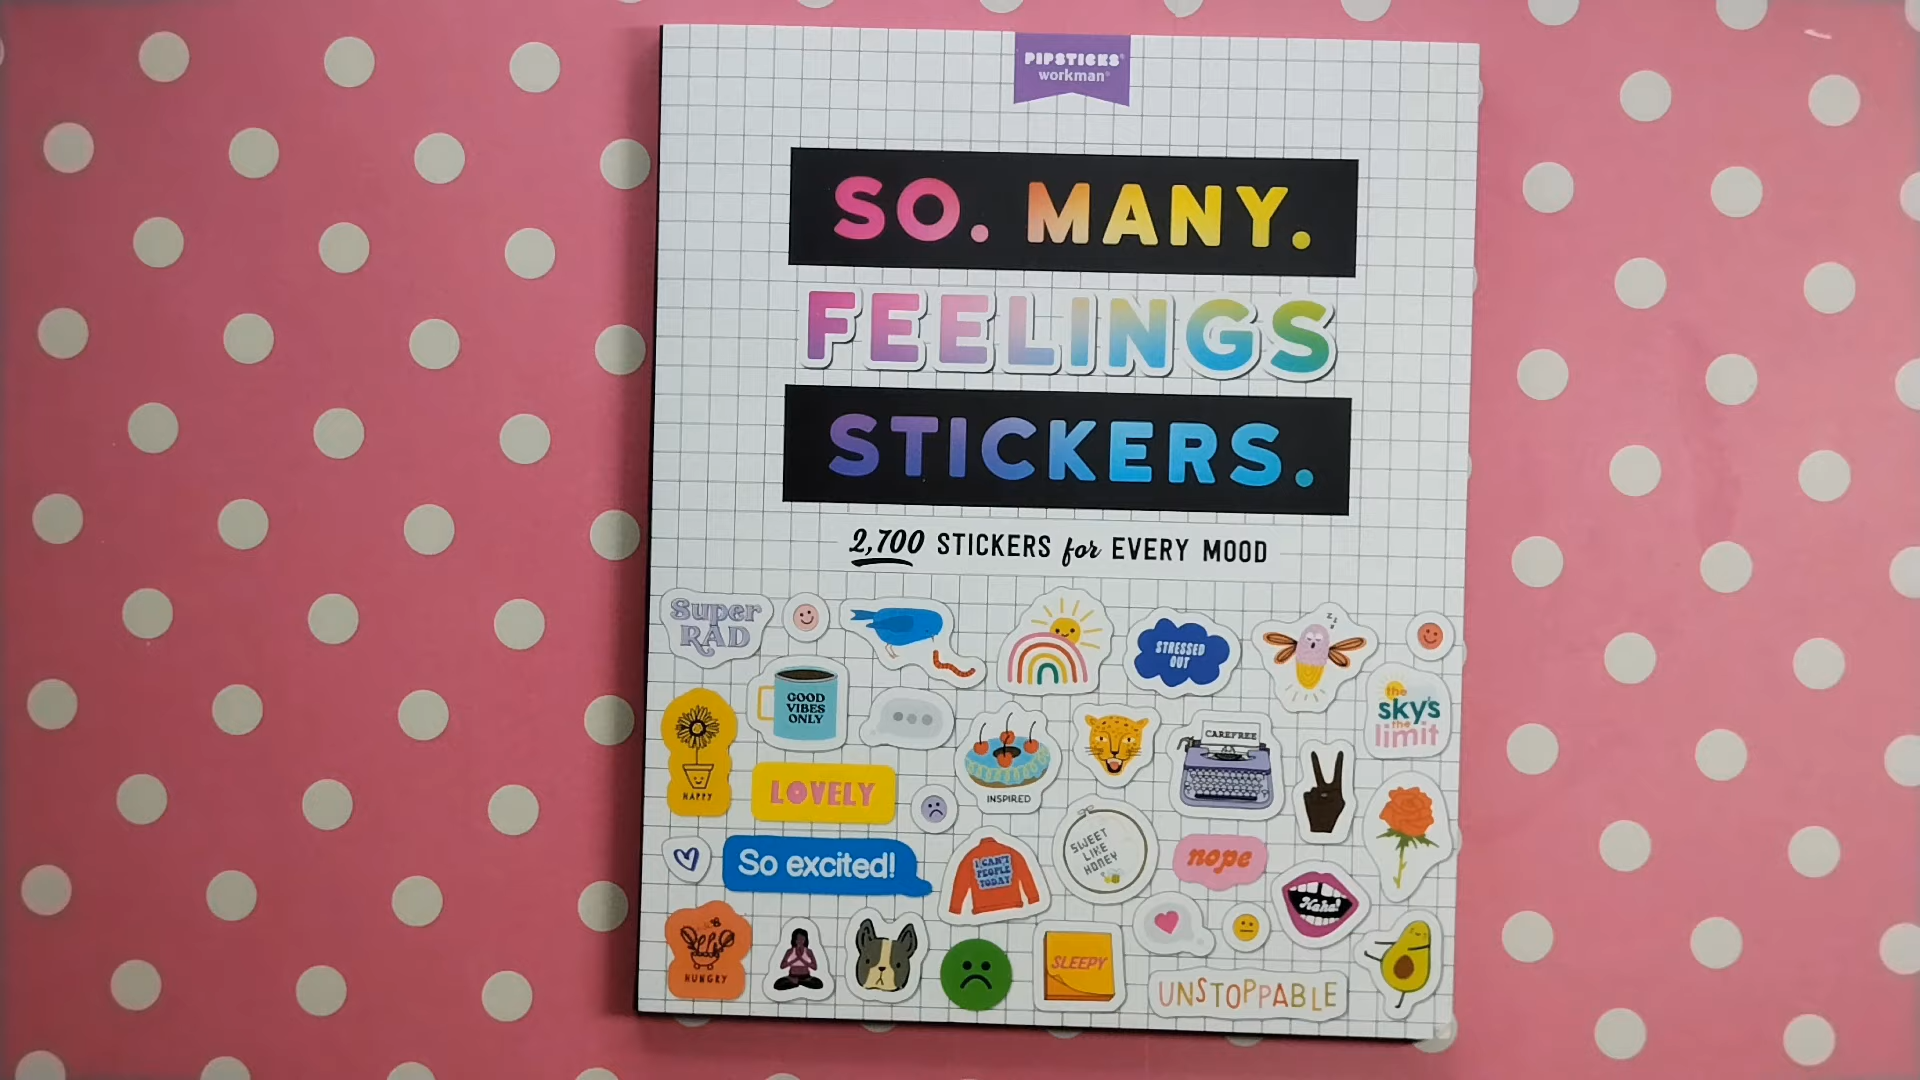 PIPSTICKS®
workman®
SO. MANY.
FEELINGS
STICKERS.
2,700 STICKERS for EVERY MOOD
Super
RAD
STRESSED
OUT
z z z
GOOD
VIBES
ONLY
the
sky's
the
limit
HAPPY
LOVELY
INSPIRED
CAREFREE
So excited!
I CAN'T
PEOPLE
TODAY
SWEET
LIKE
HONEY
nope
Haha!
HUNGRY
SLEEPY
UNSTOPPABLE